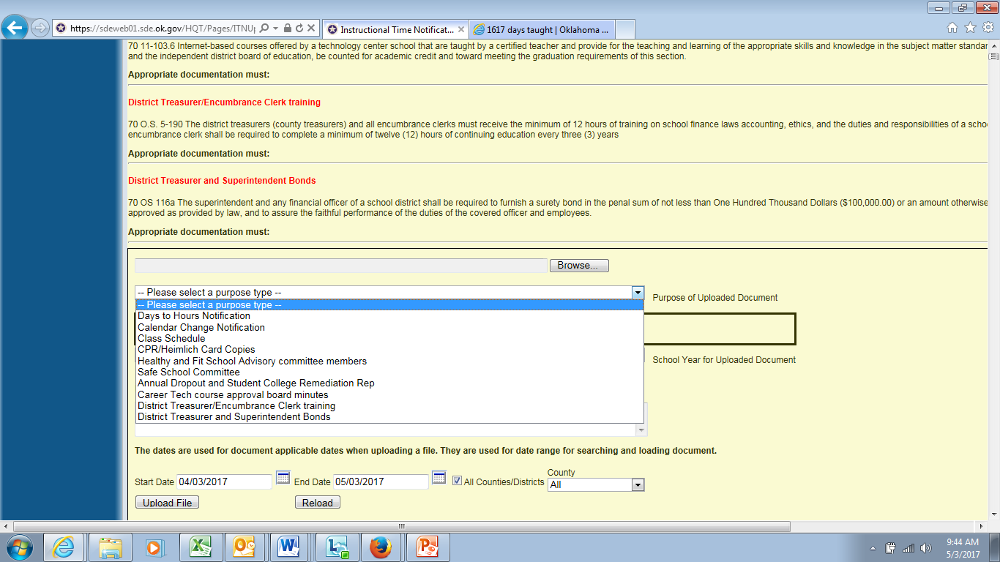 https://sdeweb01.sde.ok.gov/HQT/Pages/ITNU
Instructional Time Notificat...
1617 days taught | Oklahoma ...
70 11-103.6 Internet-based courses offered by a technology center school that are taught by a certified teacher and provide for the teaching and learning of the appropriate skills and knowledge in the subject matter standar
and the independent district board of education, be counted for academic credit and toward meeting the graduation requirements of this section.
Appropriate documentation must:
District Treasurer/Encumbrance Clerk training
70 O.S. 5-190 The district treasurers (county treasurers) and all encumbrance clerks must receive the minimum of 12 hours of training on school finance laws accounting, ethics, and the duties and responsibilities of a schoo
encumbrance clerk shall be required to complete a minimum of twelve (12) hours of continuing education every three (3) years
Appropriate documentation must:
District Treasurer and Superintendent Bonds
70 OS 116a The superintendent and any financial officer of a school district shall be required to furnish a surety bond in the penal sum of not less than One Hundred Thousand Dollars ($100,000.00) or an amount otherwise
approved as provided by law, and to assure the faithful performance of the duties of the covered officer and employees.
Appropriate documentation must:
Browse...
-- Please select a purpose type --
Purpose of Uploaded Document
-- Please select a purpose type --
Days to Hours Notification
Calendar Change Notification
Class Schedule
CPR/Heimlich Card Copies
Healthy and Fit School Advisory committee members
School Year for Uploaded Document
Safe School Committee
Annual Dropout and Student College Remediation Rep
Career Tech course approval board minutes
District Treasurer/Encumbrance Clerk training
District Treasurer and Superintendent Bonds
The dates are used for document applicable dates when uploading a file. They are used for date range for searching and loading document.
Start Date 04/03/2017 End Date 05/03/2017 All Counties/Districts
County
All
Upload File Reload
9:44 AM
5/3/2017